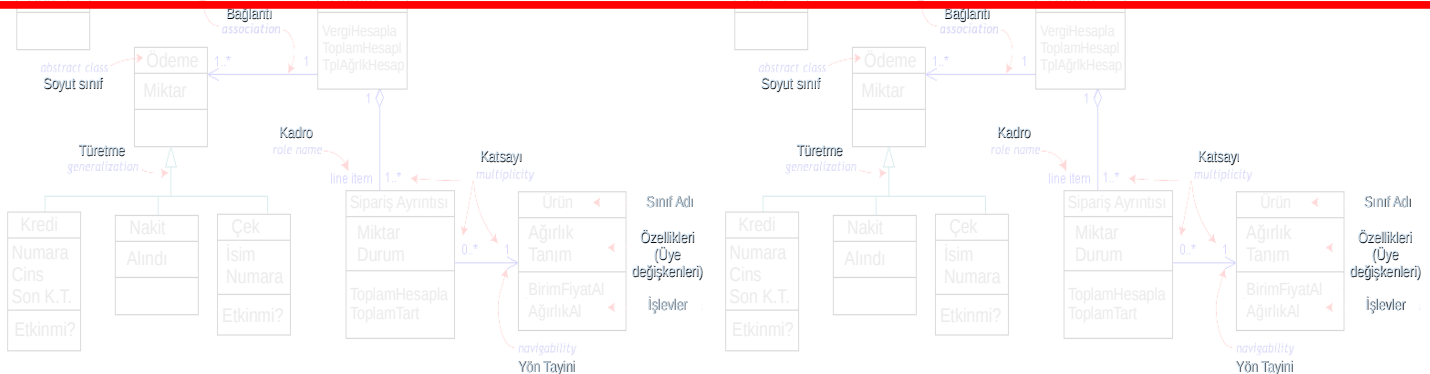 Bağlantı
association
VergiHesapla
ToplamHesapl
TplAğrlkHesap
Ödeme
1..*
1
abstract class
Soyut sınıf
Miktar
1
Kadro
role name
Türetme
generalization
Katsayı
multiplicity
line item
1..*
Sipariş Ayrıntısı
Ürün
Sınıf Adı
Kredi
Nakit
Çek
Miktar
Durum
0..*
1
Ağırlık
Tanım
Özellikleri
(Üye
değişkenleri)
Numara
Cins
Son K.T.
Alındı
İsim
Numara
ToplamHesapla
ToplamTart
BirimFiyatAl
AğırlıkAl
İşlevler
Etkinmi?
Etkinmi?
navigability
Yön Tayini
Bağlantı
association
VergiHesapla
ToplamHesapl
TplAğrlkHesap
Ödeme
1..*
1
abstract class
Soyut sınıf
Miktar
1
Kadro
role name
Türetme
generalization
Katsayı
multiplicity
line item
1..*
Sipariş Ayrıntısı
Ürün
Sınıf Adı
Kredi
Nakit
Çek
Miktar
Durum
0..*
1
Ağırlık
Tanım
Özellikleri
(Üye
değişkenleri)
Numara
Cins
Son K.T.
Alındı
İsim
Numara
ToplamHesapla
ToplamTart
BirimFiyatAl
AğırlıkAl
İşlevler
Etkinmi?
Etkinmi?
navigability
Yön Tayini